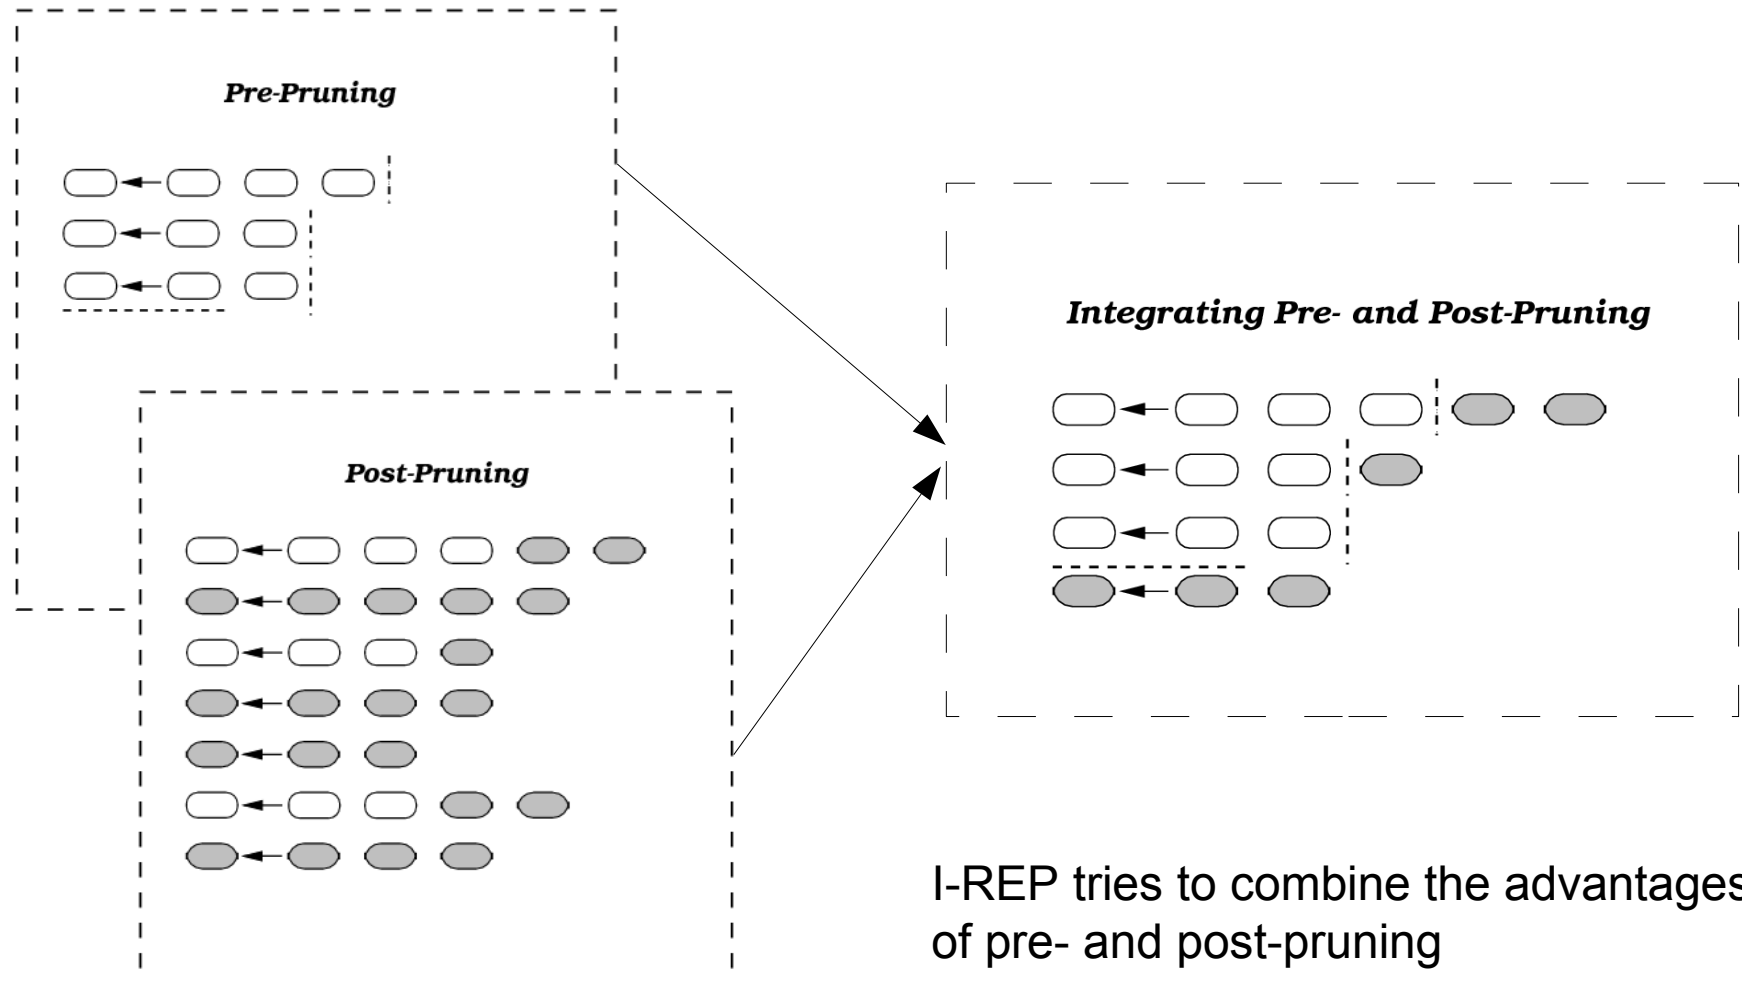 Pre-Pruning
Post-Pruning
Integrating Pre- and Post-Pruning
I-REP tries to combine the advantages
of pre- and post-pruning